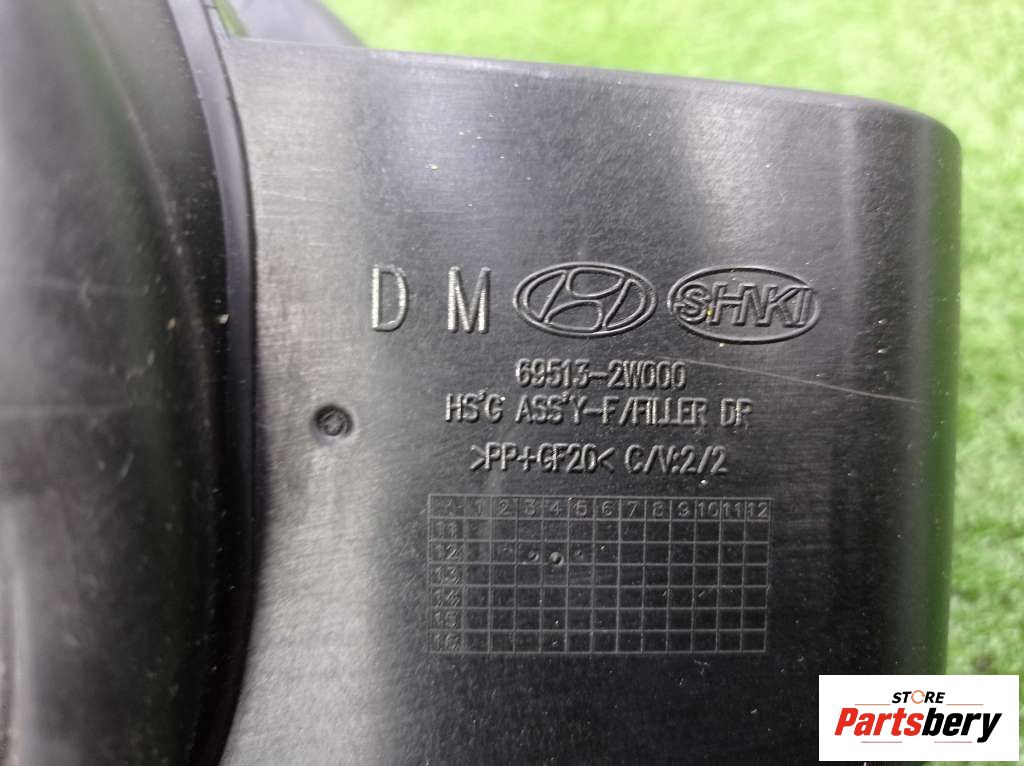 D M SHIKI
69513-2W000
HS'G ASS'Y-F/FILLER DR
>PP+GF20< C/V:2/2
1 2 3 4 5 6 7 8 9 10 11 12
11
12
13
14
15
16
STORE
Partsbery